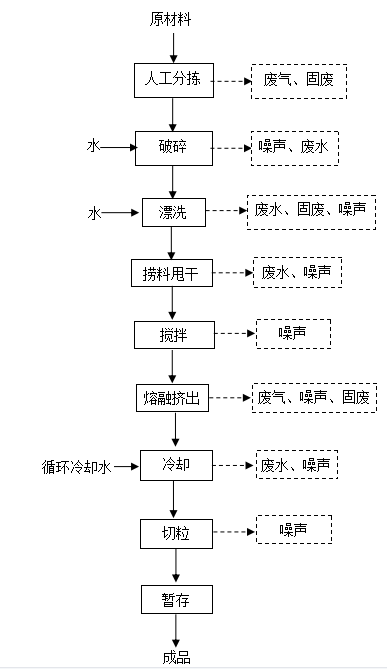 原材料
人工分拣
废气、固废
水
破碎
噪声、废水
水
漂洗
废水、固废、噪声
捞料甩干
废水、噪声
搅拌
噪声
熔融挤出
废气、噪声、固废
循环冷却水
冷却
废水、噪声
切粒
噪声
暂存
成品